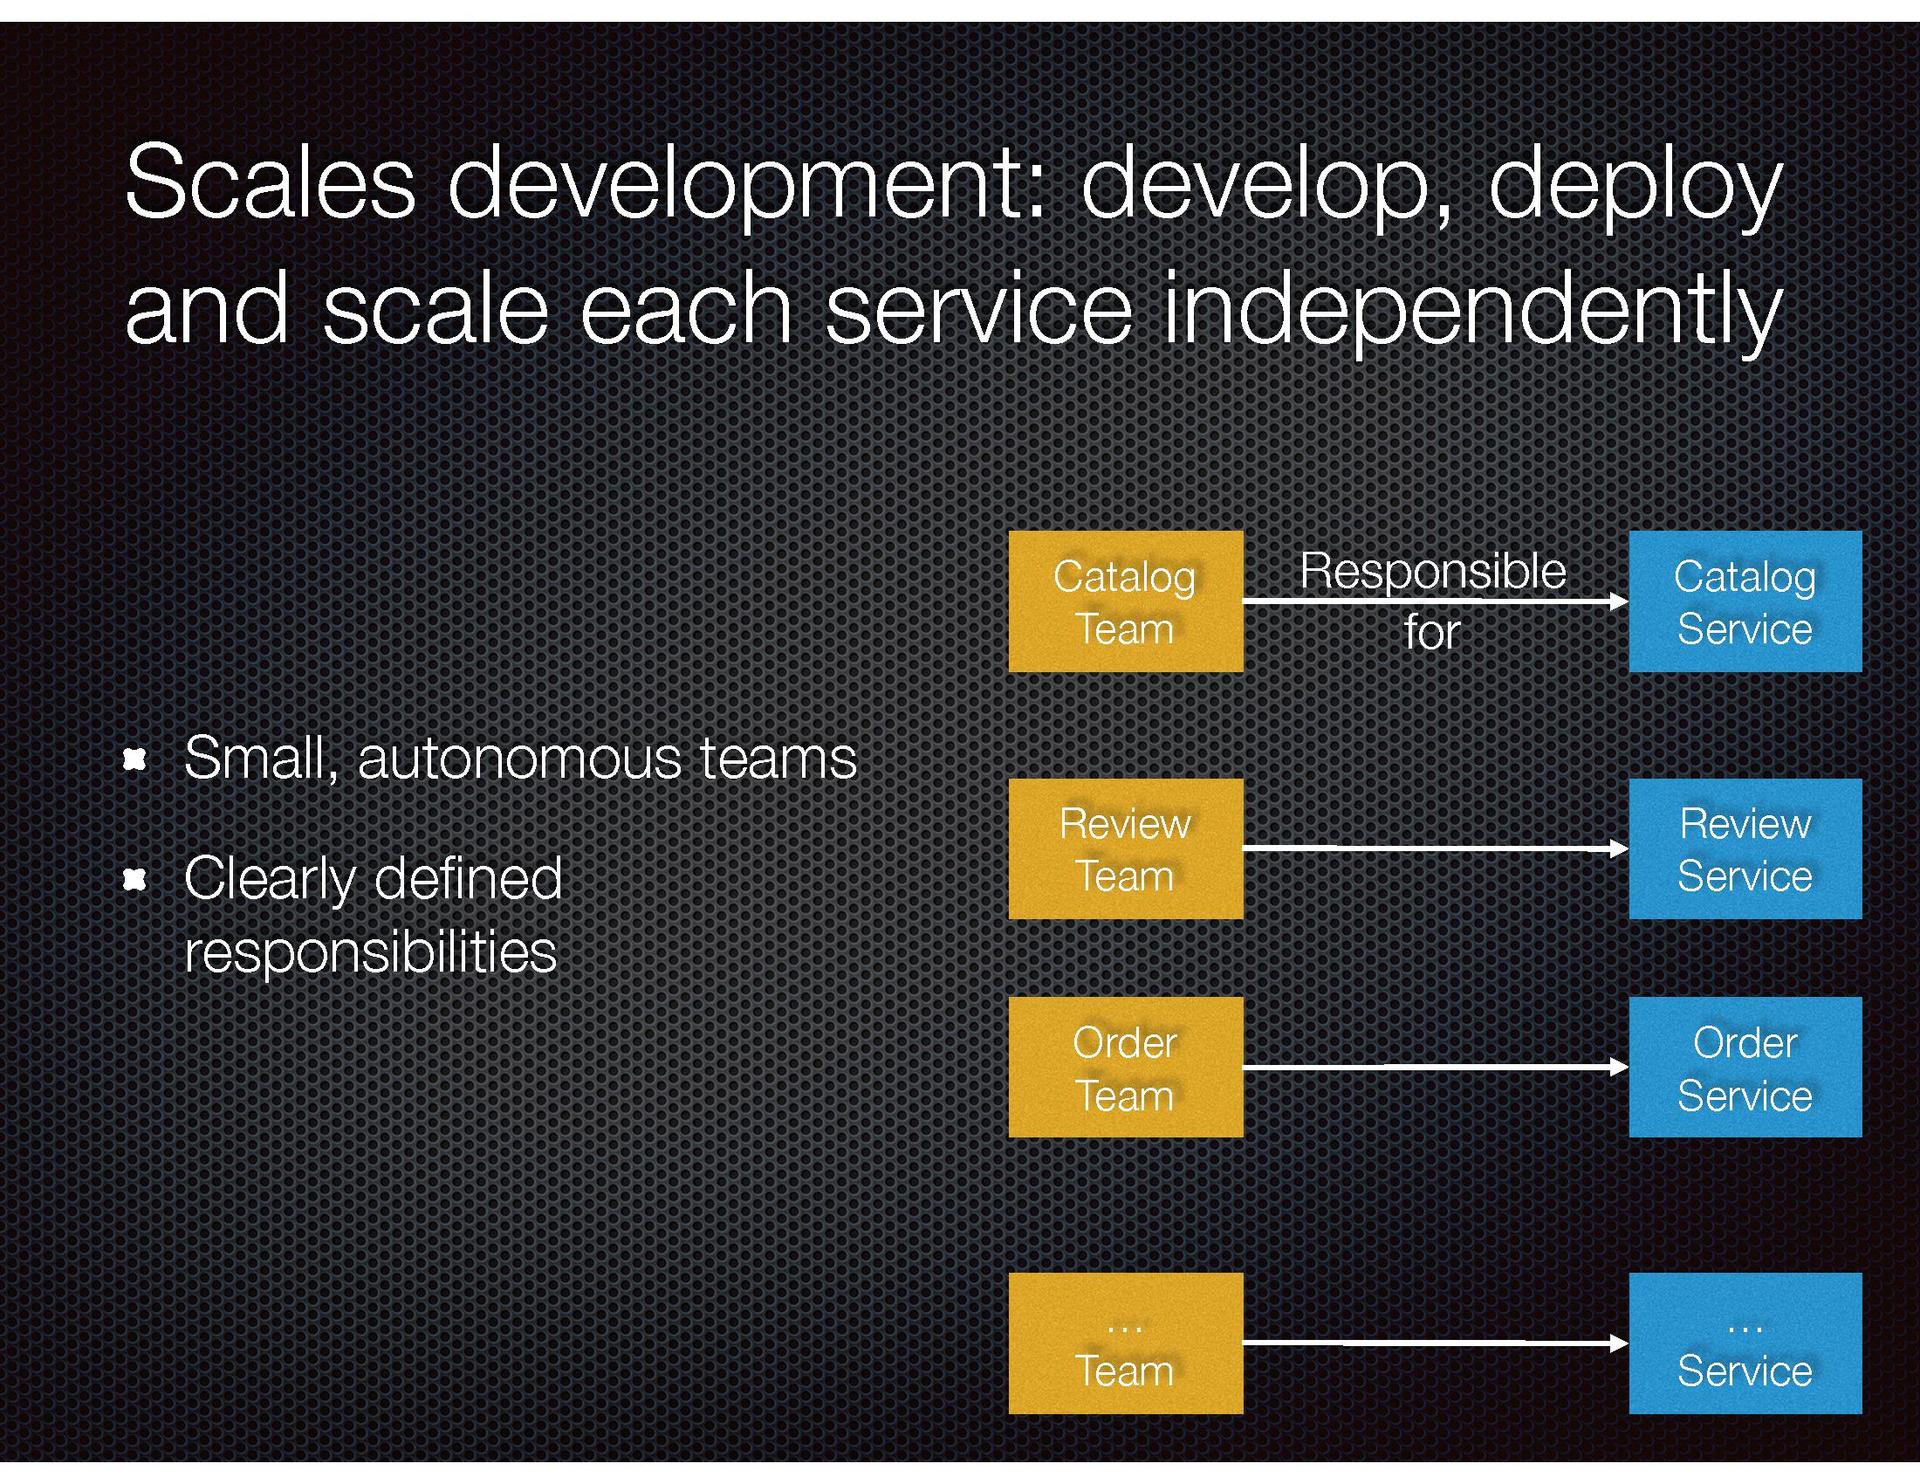 Scales development: develop, deploy
and scale each service independently
Small, autonomous teams
Clearly defined
responsibilities
Catalog
Team
Responsible
for
Catalog
Service
Review
Team
Review
Service
Order
Team
Order
Service
...
Team
...
Service